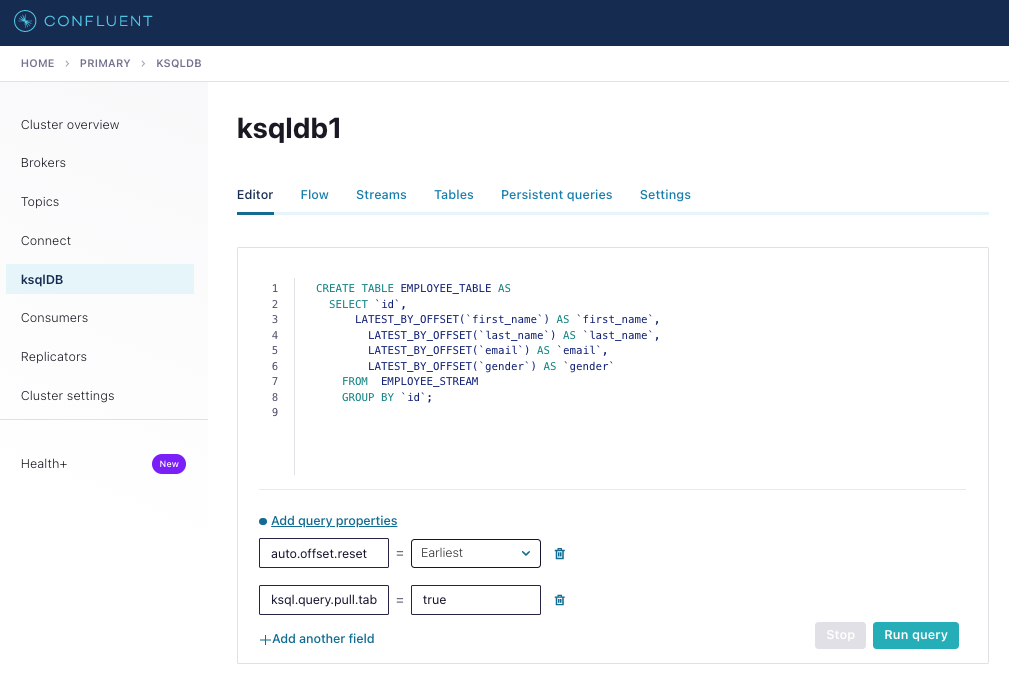 CONFLUENT
HOME > PRIMARY > KSQLDB
Cluster overview
Brokers
Topics
Connect
ksqlDB
Consumers
Replicators
Cluster settings
Health+ New
ksqldb1
Editor Flow Streams Tables Persistent queries Settings
1 CREATE TABLE EMPLOYEE_TABLE AS
2 SELECT `id`,
3 LATEST_BY_OFFSET(`first_name`) AS `first_name`,
4 LATEST_BY_OFFSET(`last_name`) AS `last_name`,
5 LATEST_BY_OFFSET(`email`) AS `email`,
6 LATEST_BY_OFFSET(`gender`) AS `gender`
7 FROM EMPLOYEE_STREAM
8 GROUP BY `id`;
9
Add query properties
auto.offset.reset = Earliest
ksql.query.pull.tab = true
+Add another field
Stop Run query